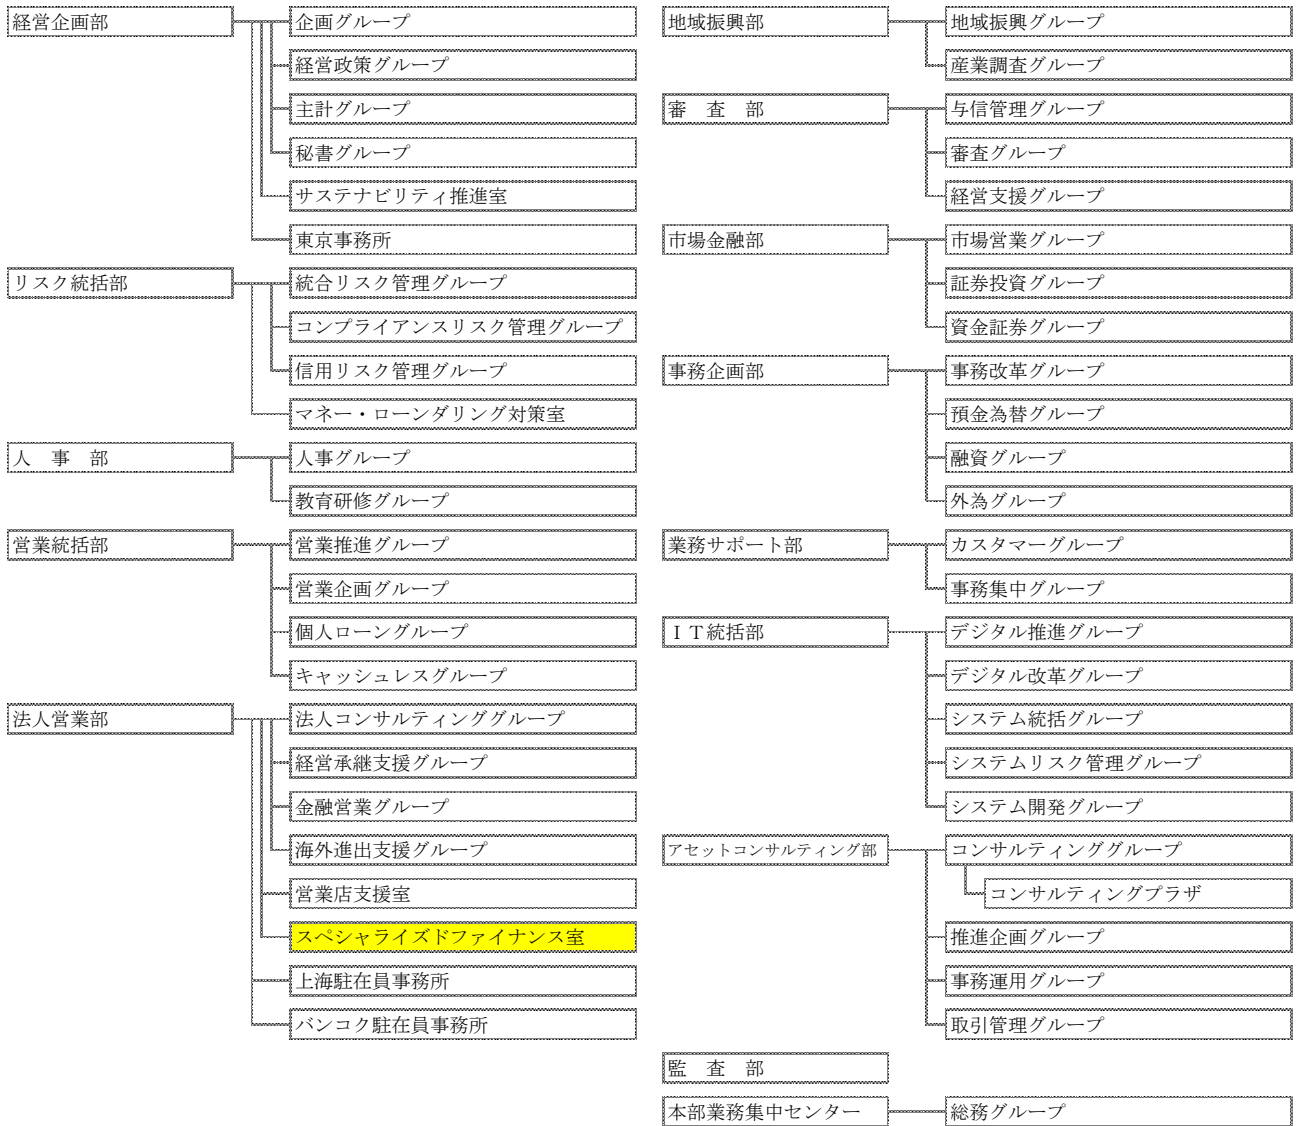 経営企画部
企画グループ
経営政策グループ
主計グループ
秘書グループ
サステナビリティ推進室
東京事務所
リスク統括部
統合リスク管理グループ
コンプライアンスリスク管理グループ
信用リスク管理グループ
マネー・ローンダリング対策室
人　事　部
人事グループ
教育研修グループ
営業統括部
営業推進グループ
営業企画グループ
個人ローングループ
キャッシュレスグループ
法人営業部
法人コンサルティンググループ
経営承継支援グループ
金融営業グループ
海外進出支援グループ
営業店支援室
スペシャライズドファイナンス室
上海駐在員事務所
バンコク駐在員事務所
地域振興部
地域振興グループ
産業調査グループ
審　査　部
与信管理グループ
審査グループ
経営支援グループ
市場金融部
市場営業グループ
証券投資グループ
資金証券グループ
事務企画部
事務改革グループ
預金為替グループ
融資グループ
外為グループ
業務サポート部
カスタマーグループ
事務集中グループ
ＩＴ統括部
デジタル推進グループ
デジタル改革グループ
システム統括グループ
システムリスク管理グループ
システム開発グループ
アセットコンサルティング部
コンサルティンググループ
コンサルティングプラザ
推進企画グループ
事務運用グループ
取引管理グループ
監　査　部
本部業務集中センター
総務グループ